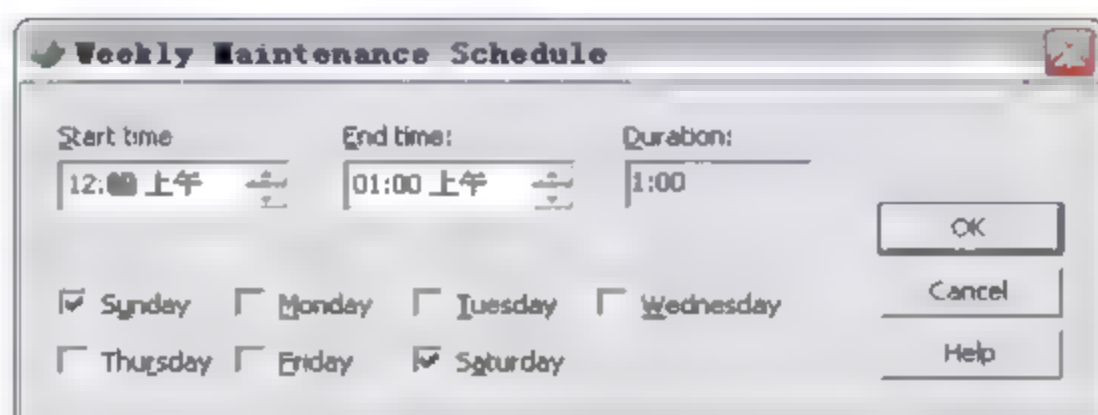 Weekly Maintenance Schedule
Start time End time: Duration:
12:00 上午 01:00 上午 1:00
OK
Sunday Monday Tuesday Wednesday
Cancel
Thursday Friday Saturday
Help